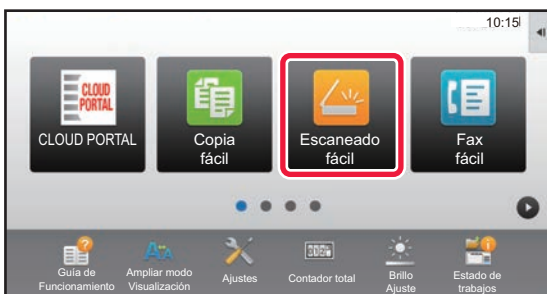 10:15
CLOUD
PORTAL
CLOUD PORTAL
Copia
fácil
Escaneado
fácil
Fax
fácil
Guía de
Funcionamiento
Ampliar modo
Visualización
Ajustes
Contador total
Brillo
Ajuste
Estado de
trabajos